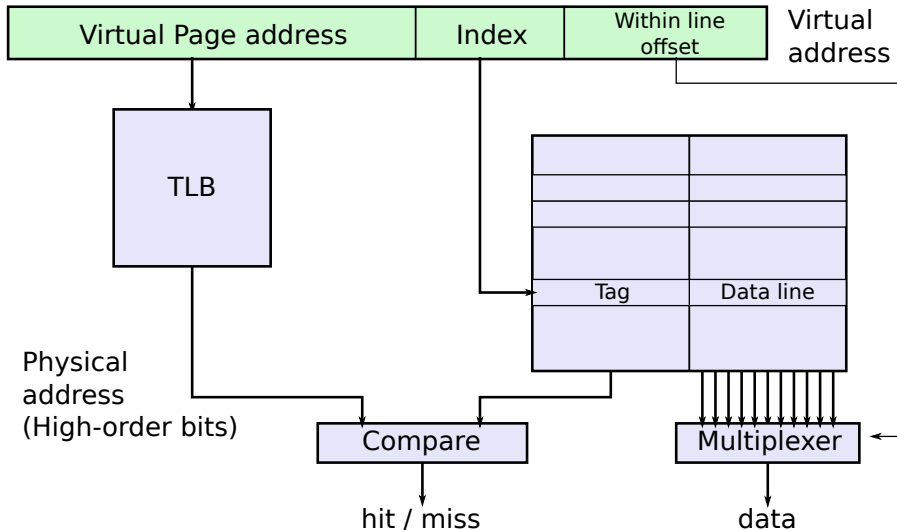 Virtual Page address
Index
Within line
offset
Virtual
address
TLB
Tag
Data line
Physical
address
(High-order bits)
Compare
Multiplexer
hit / miss
data